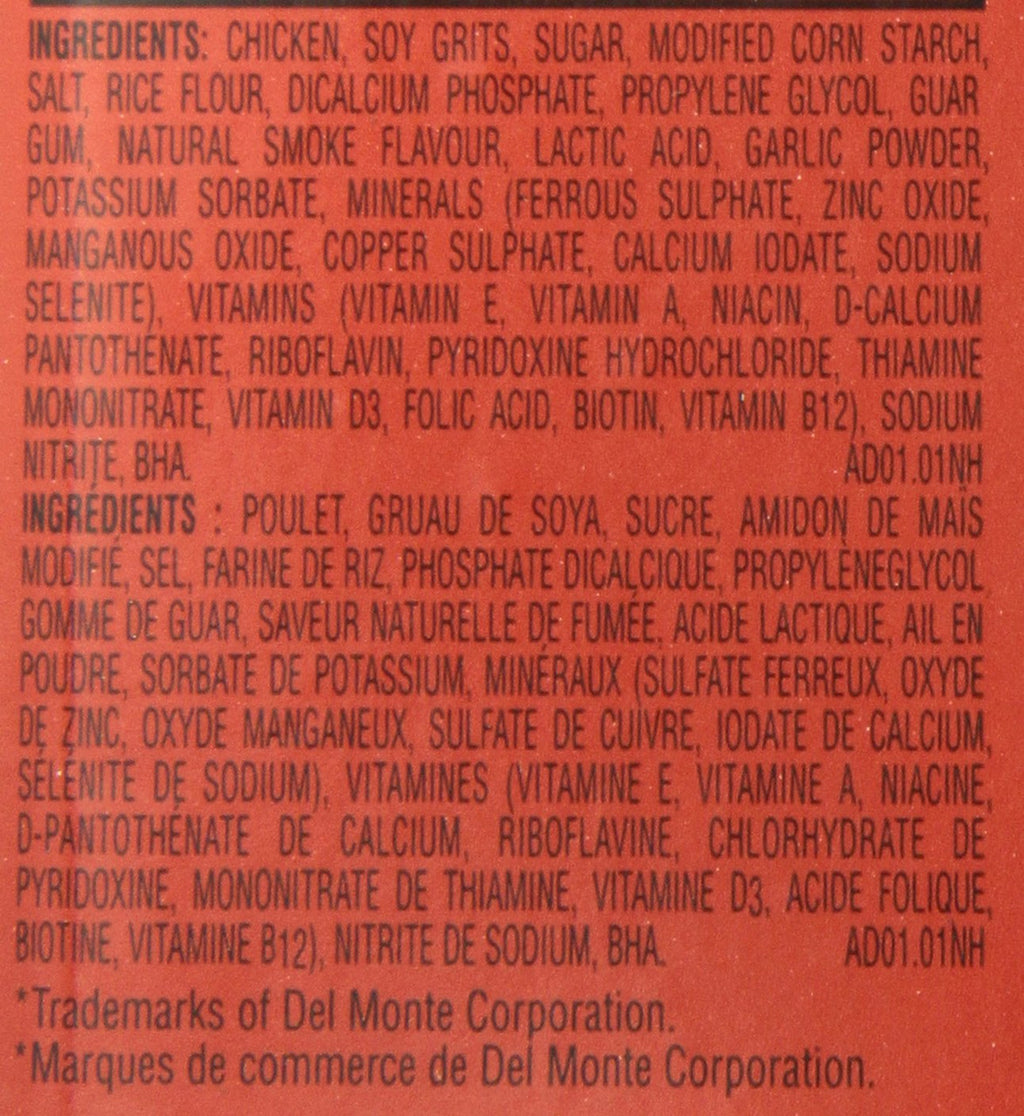 INGREDIENTS: CHICKEN, SOY GRITS, SUGAR, MODIFIED CORN STARCH,
SALT, RICE FLOUR, DICALCIUM PHOSPHATE, PROPYLENE GLYCOL, GUAR
GUM, NATURAL SMOKE FLAVOUR, LACTIC ACID, GARLIC POWDER,
POTASSIUM SORBATE, MINERALS (FERROUS SULPHATE, ZINC OXIDE,
MANGANOUS OXIDE, COPPER SULPHATE, CALCIUM IODATE, SODIUM
SELENITE), VITAMINS (VITAMIN E, VITAMIN A, NIACIN, D-CALCIUM
PANTOTHENATE, RIBOFLAVIN, PYRIDOXINE HYDROCHLORIDE, THIAMINE
MONONITRATE, VITAMIN D3, FOLIC ACID, BIOTIN, VITAMIN B12), SODIUM
NITRITE, BHA. AD01.01NH
INGRÉDIENTS : POULET, GRUAU DE SOYA, SUCRE, AMIDON DE MAÏS
MODIFIÉ, SEL, FARINE DE RIZ, PHOSPHATE DICALCIQUE, PROPYLÈNEGLYCOL,
GOMME DE GUAR, SAVEUR NATURELLE DE FUMÉE, ACIDE LACTIQUE, AIL EN
POUDRE, SORBATE DE POTASSIUM, MINÉRAUX (SULFATE FERREUX, OXYDE
DE ZINC, OXYDE MANGANEUX, SULFATE DE CUIVRE, IODATE DE CALCIUM,
SÉLÉNITE DE SODIUM), VITAMINES (VITAMINE E, VITAMINE A, NIACINE,
D-PANTOTHÉNATE DE CALCIUM, RIBOFLAVINE, CHLORHYDRATE DE
PYRIDOXINE, MONONITRATE DE THIAMINE, VITAMINE D3, ACIDE FOLIQUE,
BIOTINE, VITAMINE B12), NITRITE DE SODIUM, BHA. AD01.01NH
*Trademarks of Del Monte Corporation.
*Marques de commerce de Del Monte Corporation.